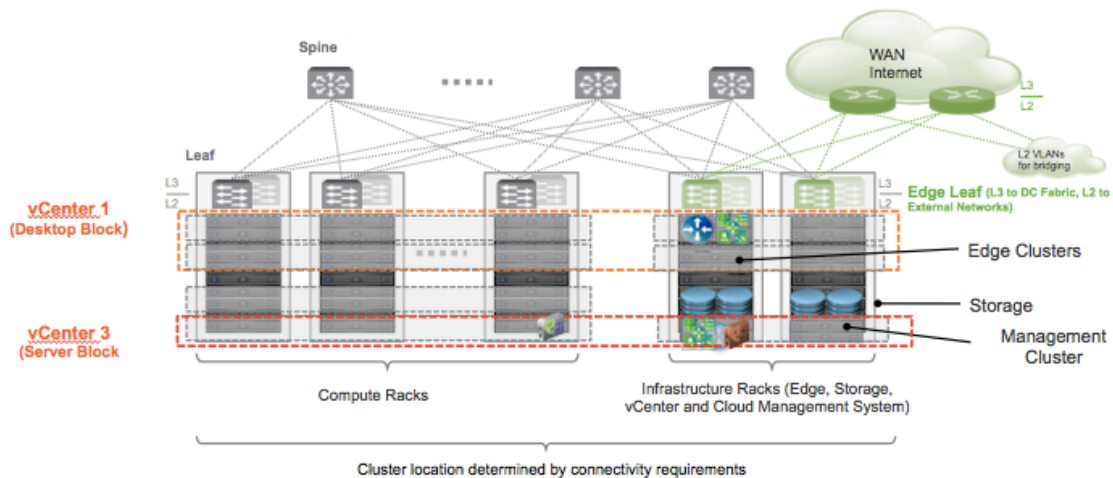 Spine
WAN
Internet
L3
L2
L2 VLANs
for bridging
Leaf
L3
L2
L3
L2
Edge Leaf (L3 to DC Fabric, L2 to
External Networks)
vCenter 1
(Desktop Block)
Edge Clusters
Storage
vCenter 3
(Server Block
Management
Cluster
Compute Racks
Infrastructure Racks (Edge, Storage,
vCenter and Cloud Management System)
Cluster location determined by connectivity requirements